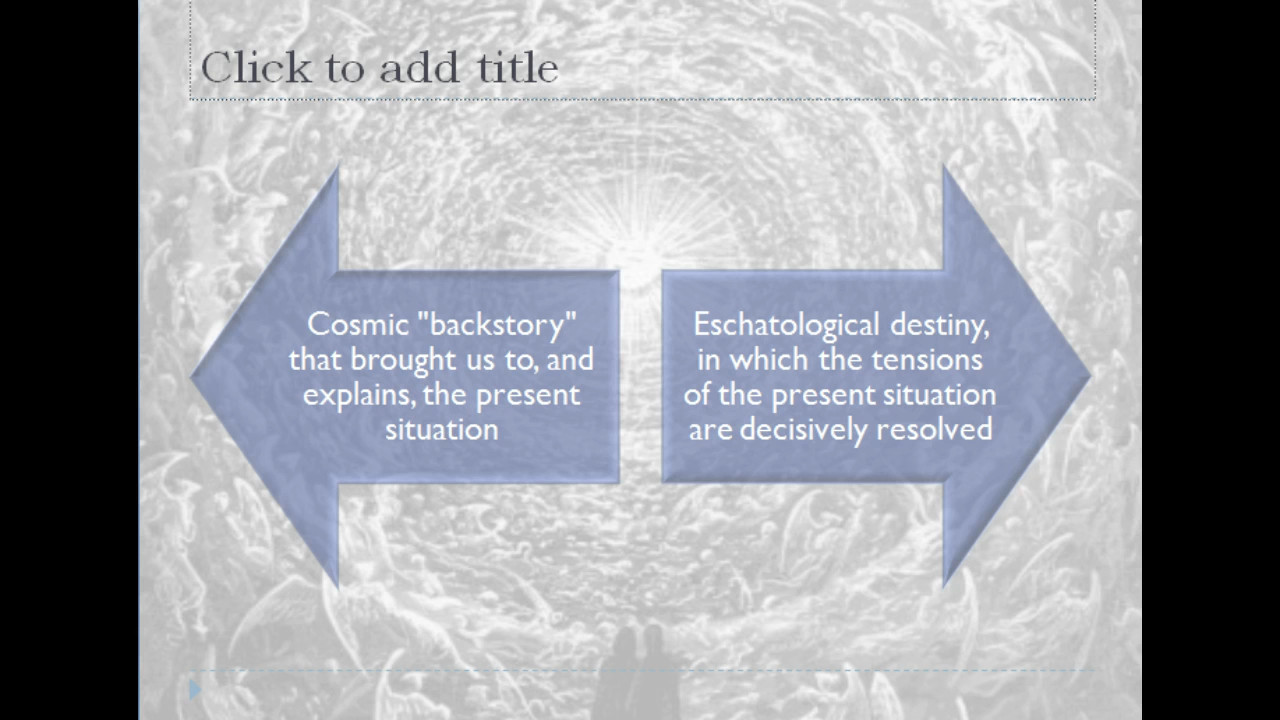 Click to add title
Cosmic "backstory"
that brought us to, and
explains, the present
situation
Eschatological destiny,
in which the tensions
of the present situation
are decisively resolved